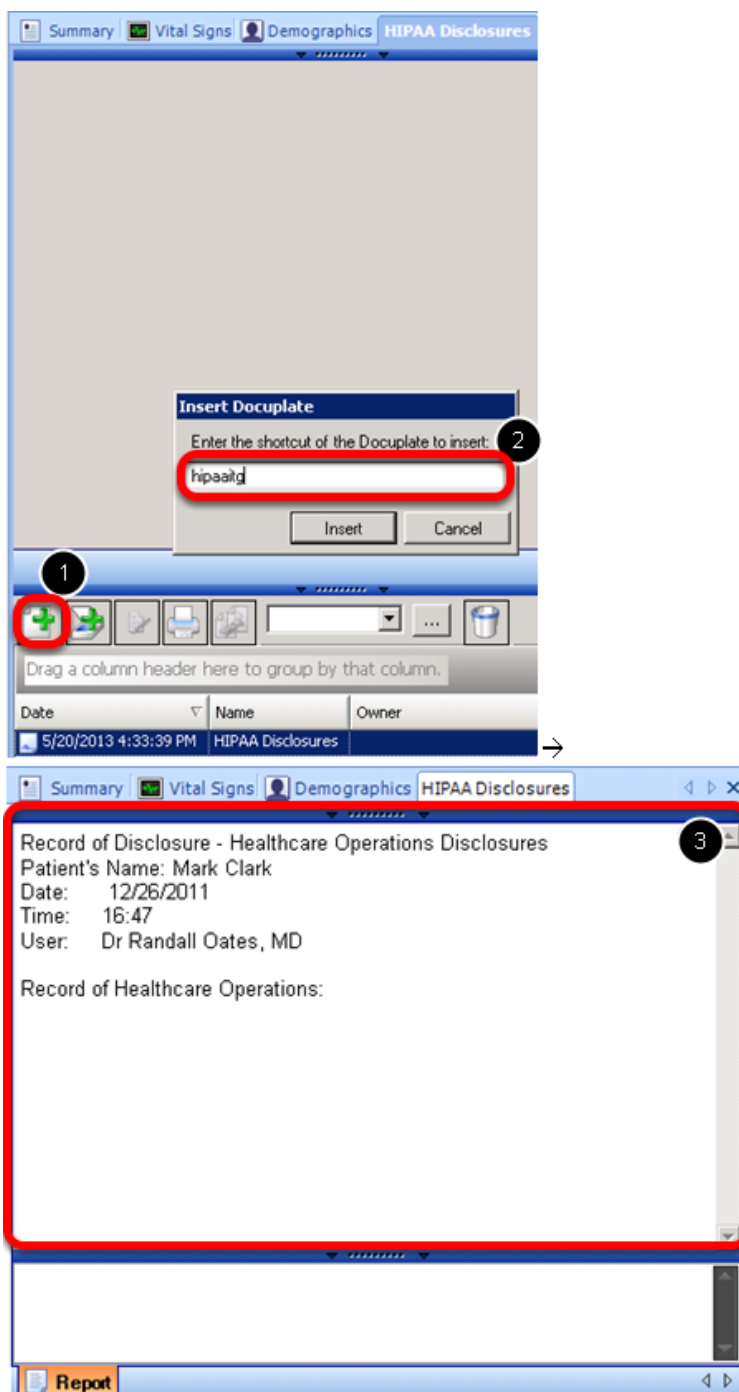 Summary Vital Signs Demographics HIPAA Disclosures
Insert Docuplate
Enter the shortcut of the Docuplate to insert:
2
hipaaitg
Insert Cancel
1
...
Drag a column header here to group by that column.
Date Name Owner
5/20/2013 4:33:39 PM HIPAA Disclosures
→
Summary Vital Signs Demographics HIPAA Disclosures
3
Record of Disclosure - Healthcare Operations Disclosures
Patient's Name: Mark Clark
Date: 12/26/2011
Time: 16:47
User: Dr Randall Oates, MD
Record of Healthcare Operations:
Report